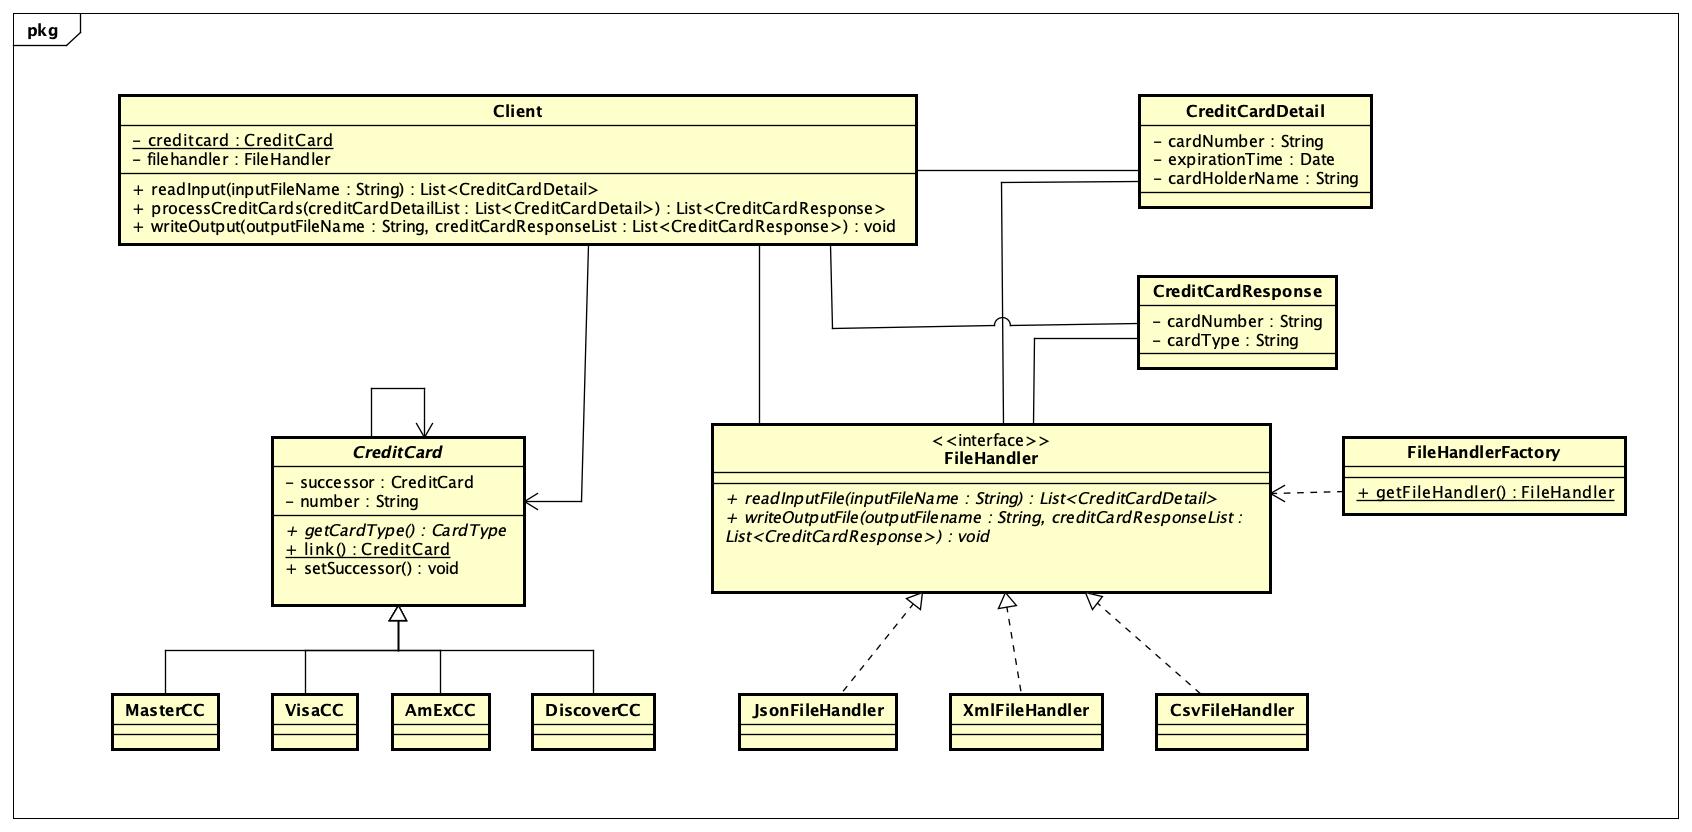 pkg
Client
- creditcard : CreditCard
- filehandler : FileHandler
+ readInput(inputFileName : String) : List<CreditCardDetail>
+ processCreditCards(creditCardDetailList : List<CreditCardDetail>) : List<CreditCardResponse>
+ writeOutput(outputFileName : String, creditCardResponseList : List<CreditCardResponse>) : void
CreditCardDetail
- cardNumber : String
- expirationTime : Date
- cardHolderName : String
CreditCardResponse
- cardNumber : String
- cardType : String
CreditCard
- successor : CreditCard
- number : String
+ getCardType() : CardType
+ link() : CreditCard
+ setSuccessor() : void
<<interface>>
FileHandler
+ readInputFile(inputFileName : String) : List<CreditCardDetail>
+ writeOutputFile(outputFilename : String, creditCardResponseList :
List<CreditCardResponse>) : void
FileHandlerFactory
+ getFileHandler() : FileHandler
MasterCC
VisaCC
AmExCC
DiscoverCC
JsonFileHandler
XmlFileHandler
CsvFileHandler